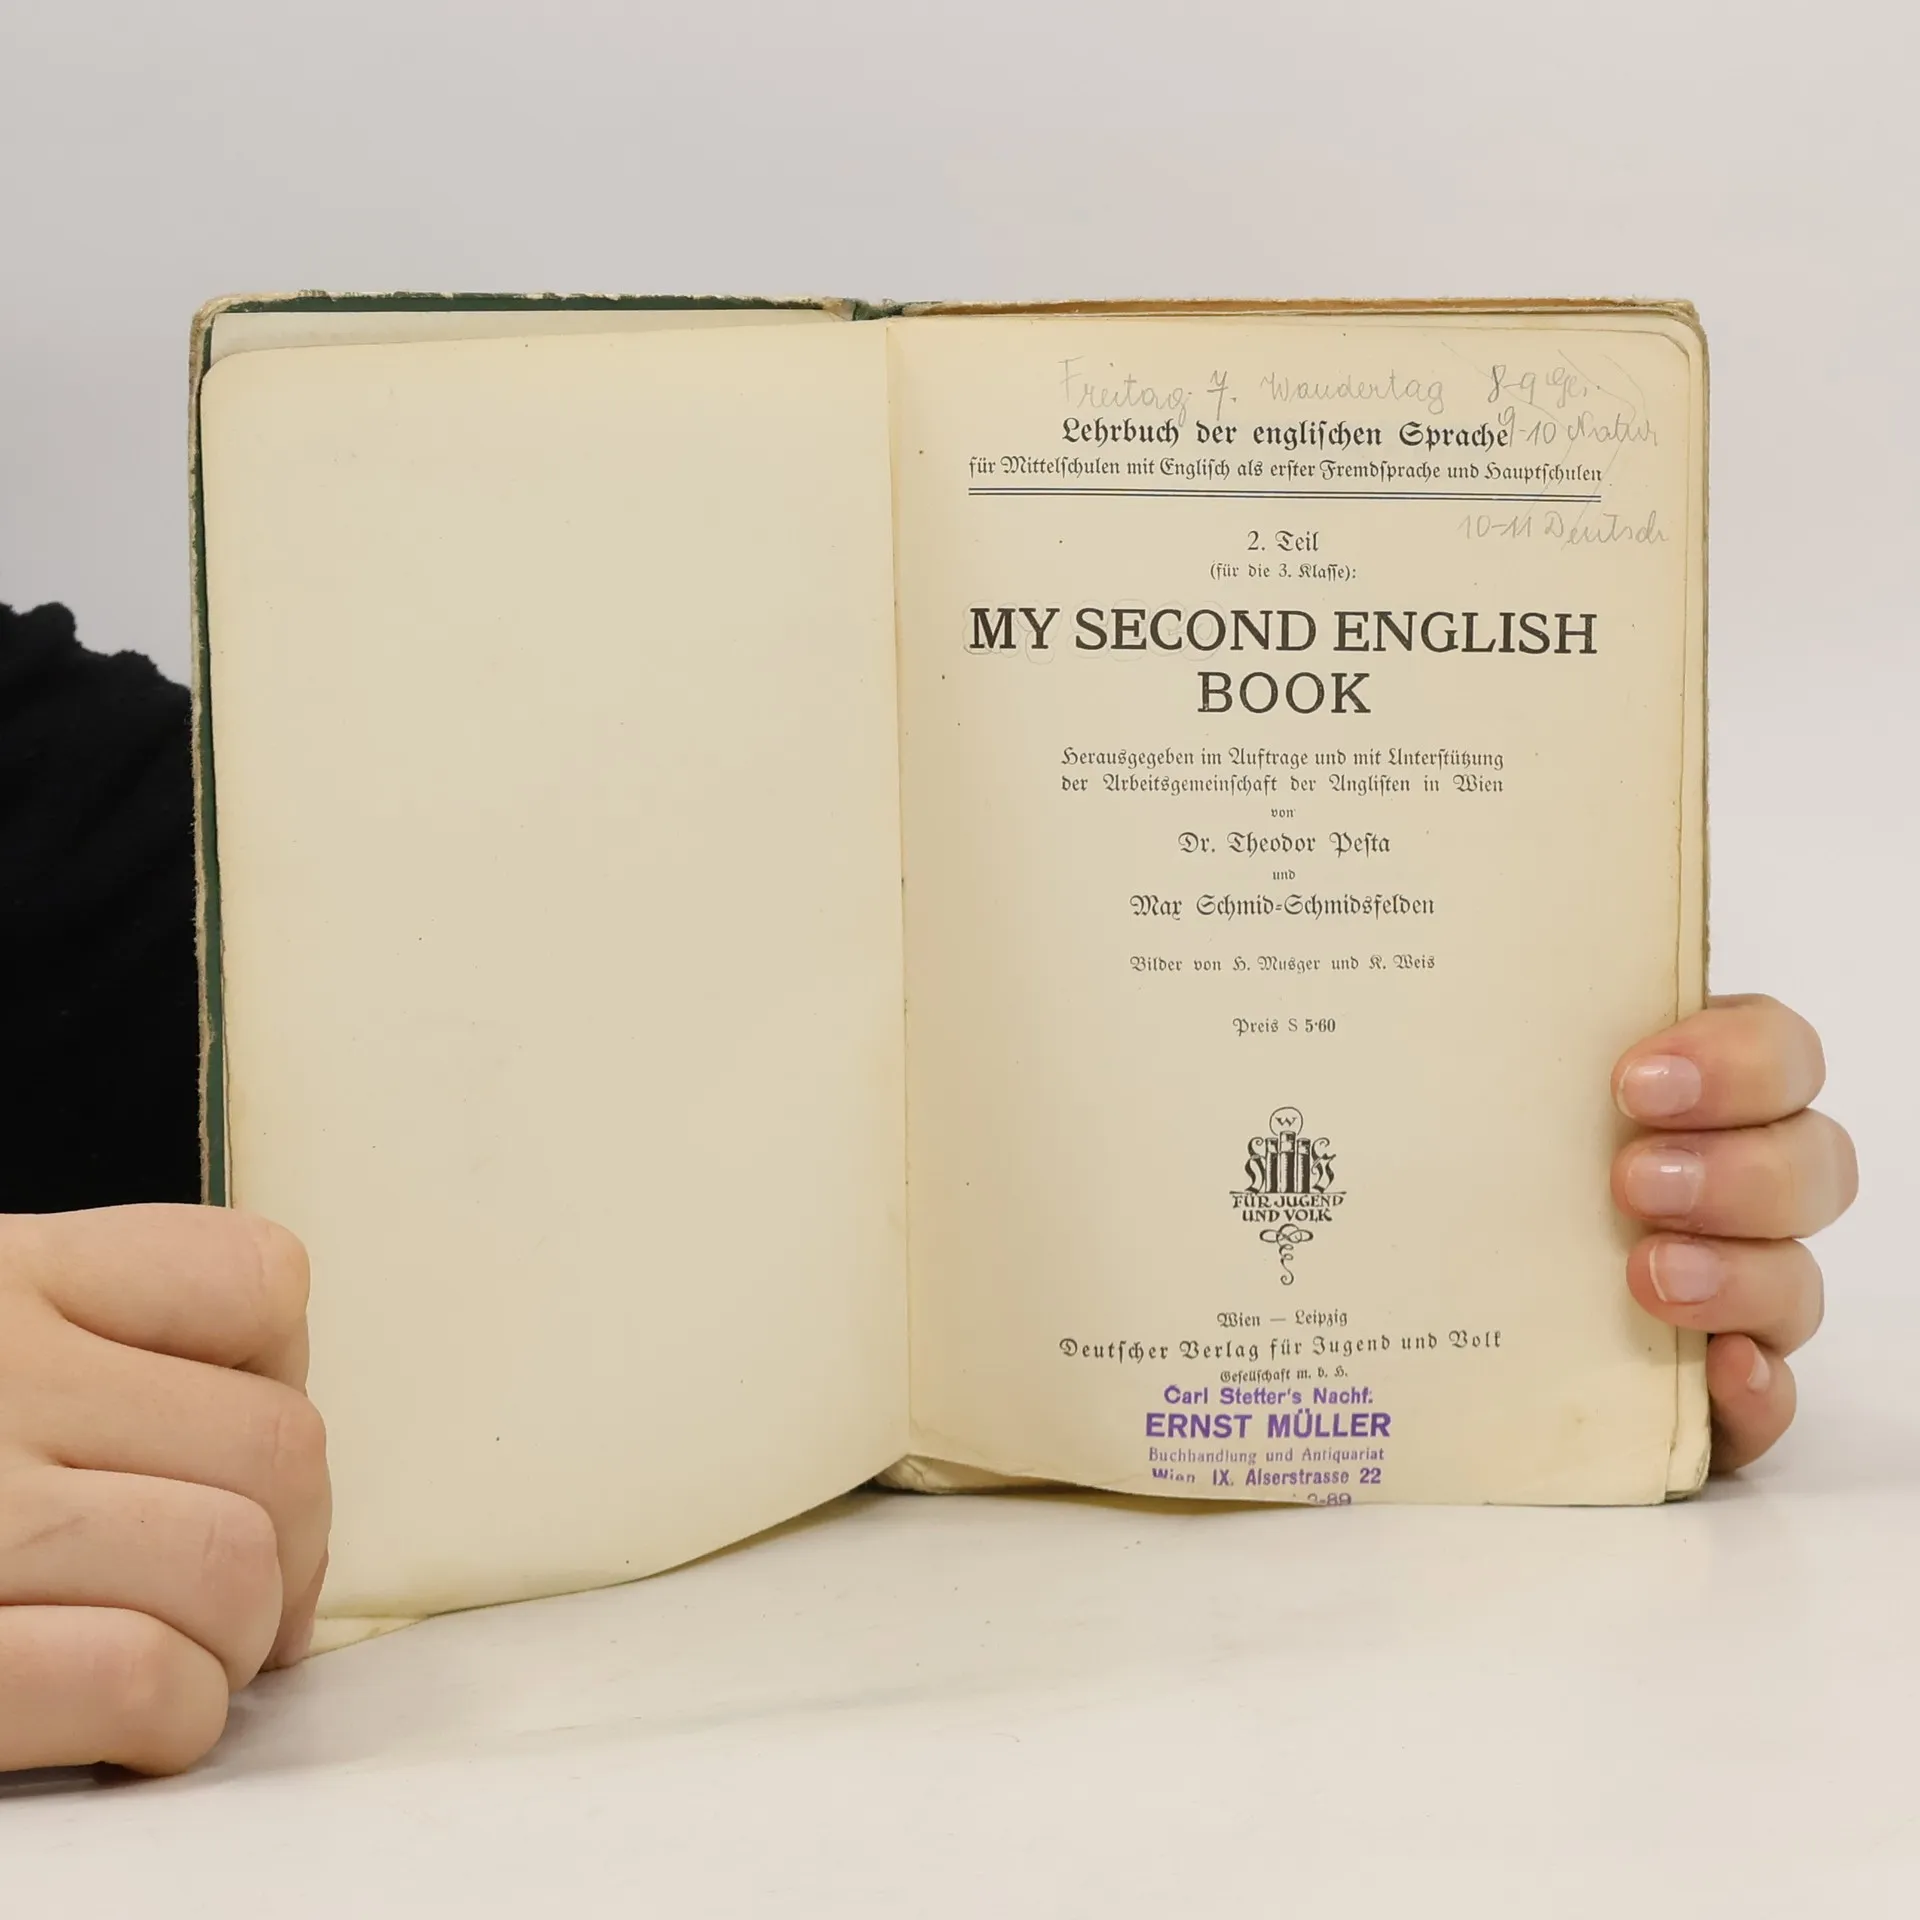 Freitag 7. Wandertag 8-9 Ges.
Lehrbuch der englischen Sprache
9-10 Natur
für Mittelschulen mit Englisch als erster Fremdsprache und Hauptschulen
10-11 Deutsch
2. Teil
(für die 3. Klasse):
MY SECOND ENGLISH
BOOK
Herausgegeben im Auftrage und mit Unterstützung
der Arbeitsgemeinschaft der Anglisten in Wien
von
Dr. Theodor Pesta
und
Max Schmid-Schmidsfelden
Bilder von H. Musger und K. Weis
Preis S 5·60
W
FÜR JUGEND
UND VOLK
Wien — Leipzig
Deutscher Verlag für Jugend und Volk
Gesellschaft m. b. H.
Carl Stetter's Nachf.
ERNST MÜLLER
Buchhandlung und Antiquariat
Wien IX. Alserstrasse 22